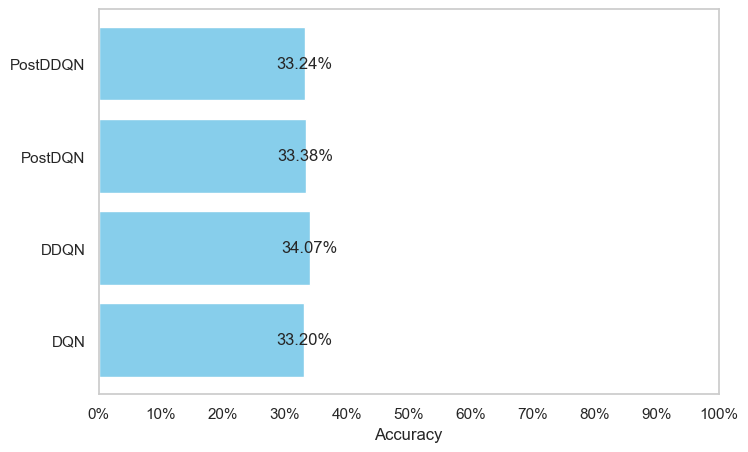 PostDDQN
33.24%
PostDQN
33.38%
DDQN
34.07%
DQN
33.20%
0% 10% 20% 30% 40% 50% 60% 70% 80% 90% 100%
Accuracy